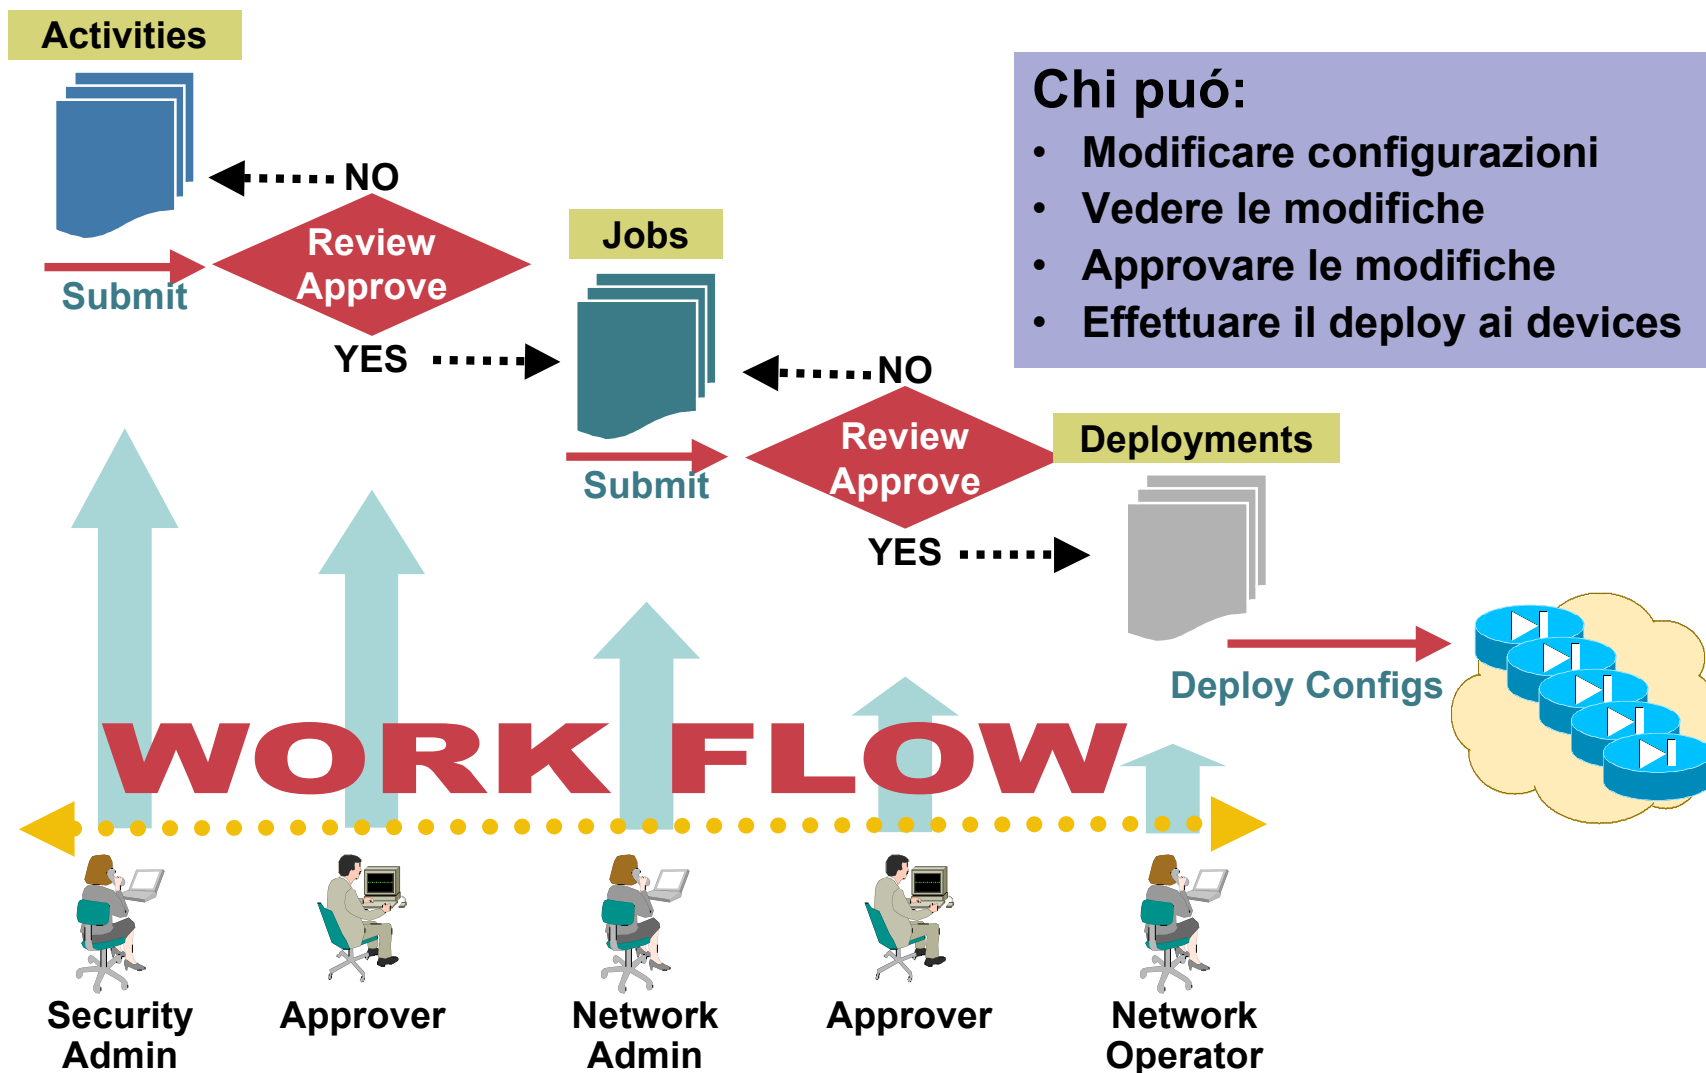 Activities
Chi puó:
• Modificare configurazioni
• Vedere le modifiche
• Approvare le modifiche
• Effettuare il deploy ai devices
NO
Review
Approve
Submit
YES
Jobs
NO
Review
Approve
Submit
YES
Deployments
Deploy Configs
WORK FLOW
Security
Admin
Approver
Network
Admin
Approver
Network
Operator